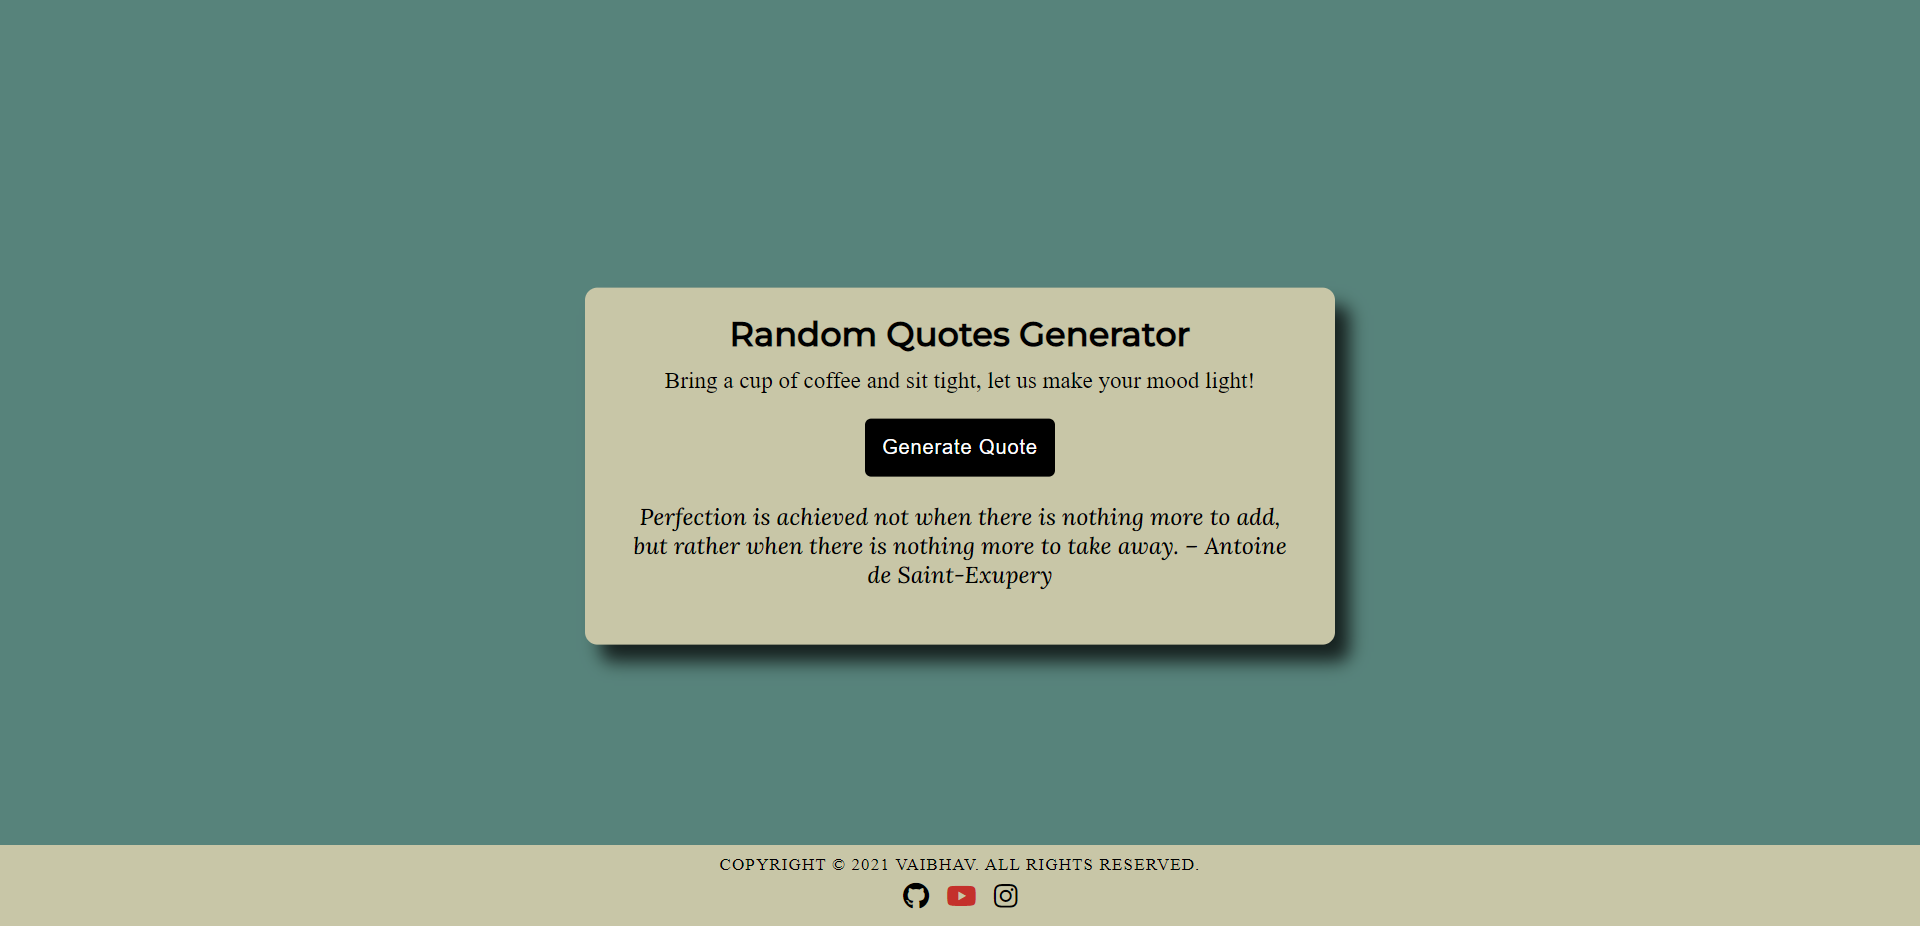 Random Quotes Generator
Bring a cup of coffee and sit tight, let us make your mood light!
Generate Quote
Perfection is achieved not when there is nothing more to add,
but rather when there is nothing more to take away. – Antoine
de Saint-Exupery
COPYRIGHT © 2021 VAIBHAV. ALL RIGHTS RESERVED.